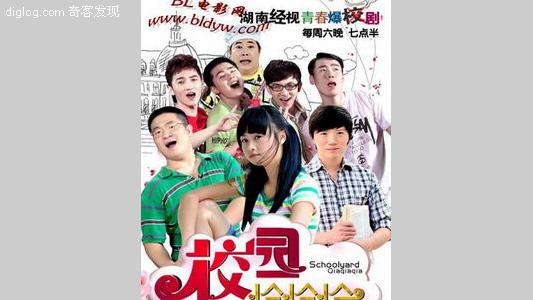 diglog.com 奇客发现
BL电影网
www.bldyw.com
湖南经视 青春爆校剧!
每周六晚 七点半
校园
Schoolyard
Qiaqiaqia